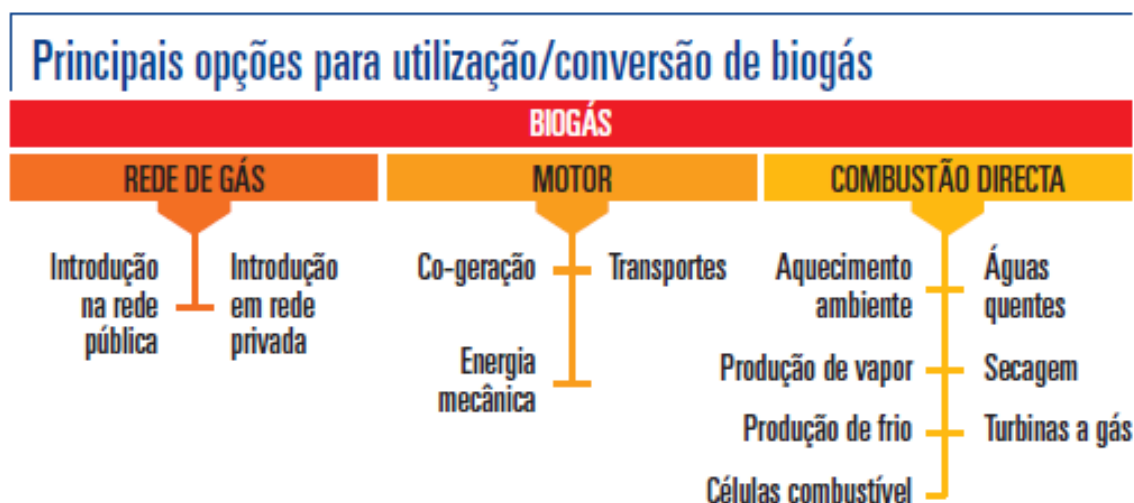 Principais opções para utilização/conversão de biogás
BIOGÁS
REDE DE GÁS
Introdução
na rede
pública
Introdução
em rede
privada
MOTOR
Co-geração
Transportes
Energia
mecânica
COMBUSTÃO DIRECTA
Aquecimento
ambiente
Águas
quentes
Produção de vapor
Secagem
Produção de frio
Turbinas a gás
Células combustível